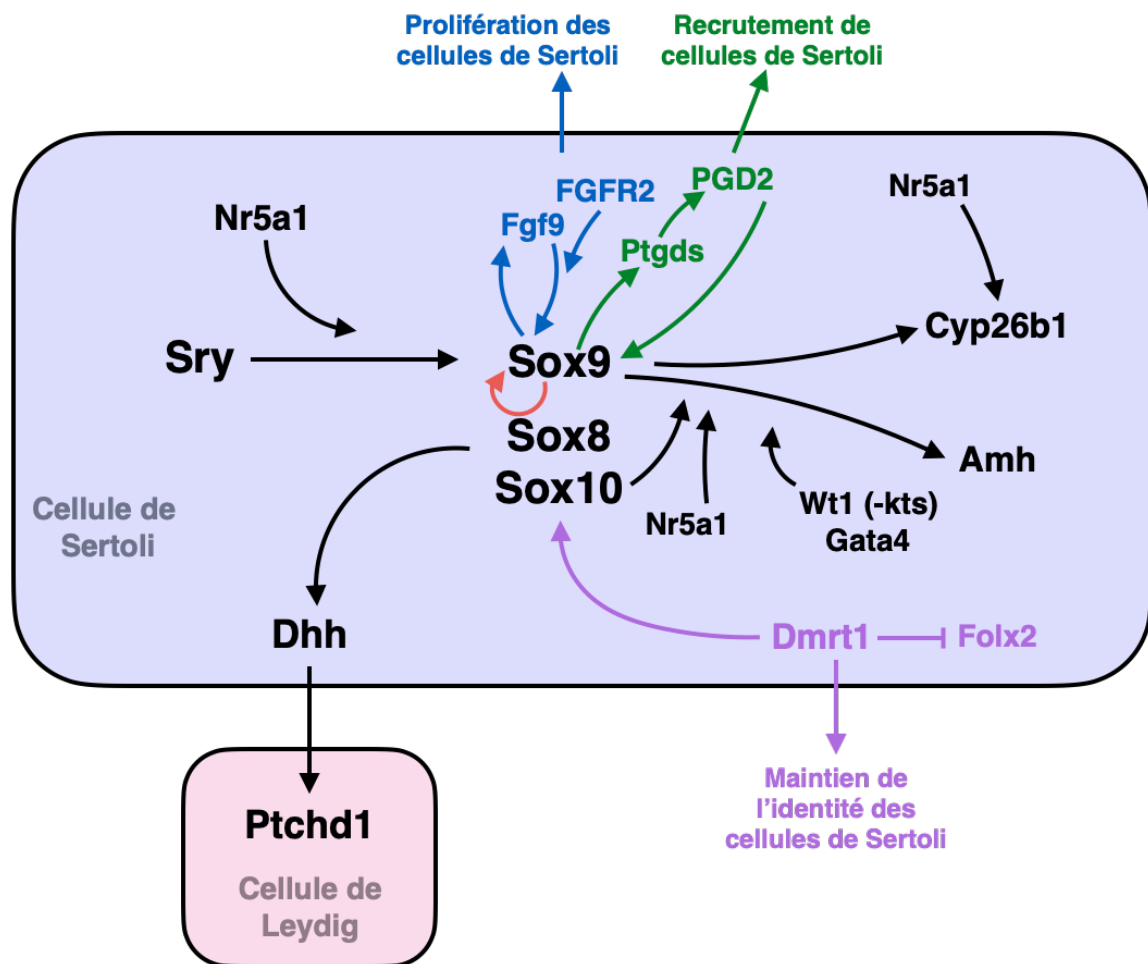 Prolifération des
cellules de Sertoli
Recrutement de
cellules de Sertoli
Nr5a1
FGFR2
Fgf9
PGD2
Ptgds
Nr5a1
Sry
Sox9
Cyp26b1
Sox8
Sox10
Amh
Nr5a1
Wt1 (-kts)
Gata4
Cellule de
Sertoli
Dhh
Dmrt1
Folx2
Ptchd1
Cellule de
Leydig
Maintien de
l’identité des
cellules de Sertoli